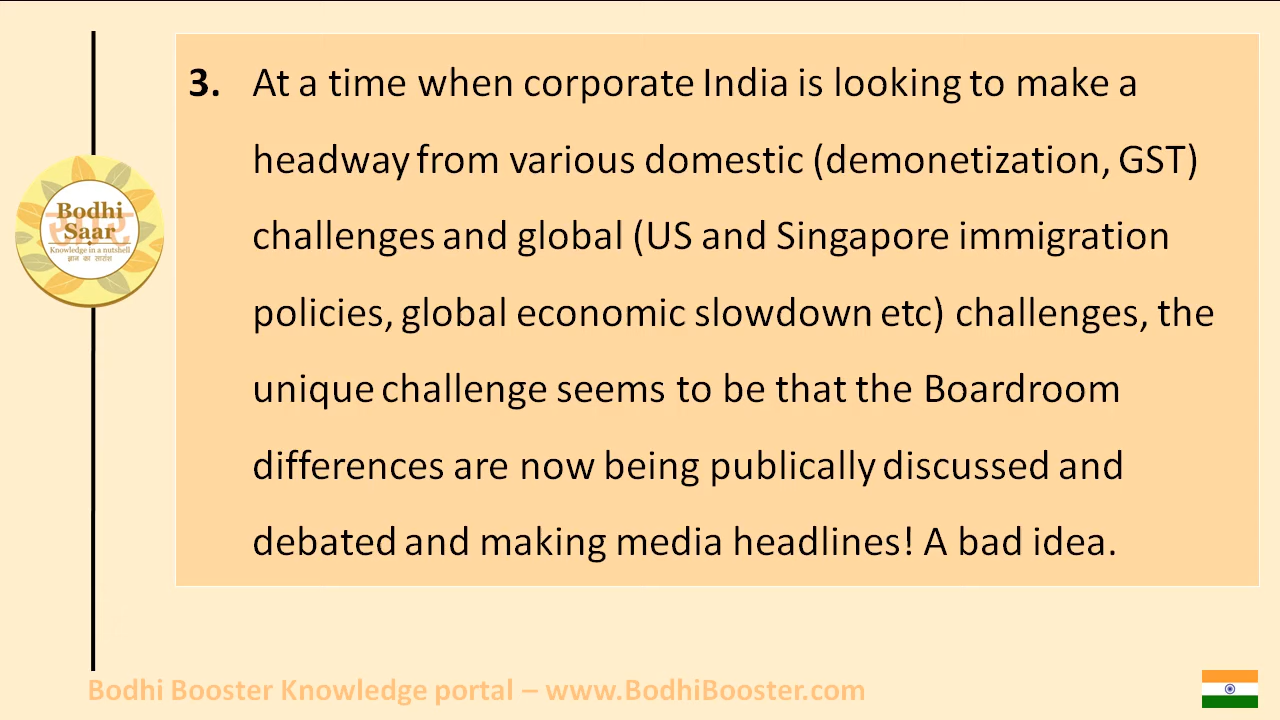 3. At a time when corporate India is looking to make a
headway from various domestic (demonetization, GST)
challenges and global (US and Singapore immigration
policies, global economic slowdown etc) challenges, the
unique challenge seems to be that the Boardroom
differences are now being publically discussed and
debated and making media headlines! A bad idea.
Bodhi
Saar
Knowledge in a nutshell
ज्ञान का सारांश
Bodhi Booster Knowledge portal – www.BodhiBooster.com